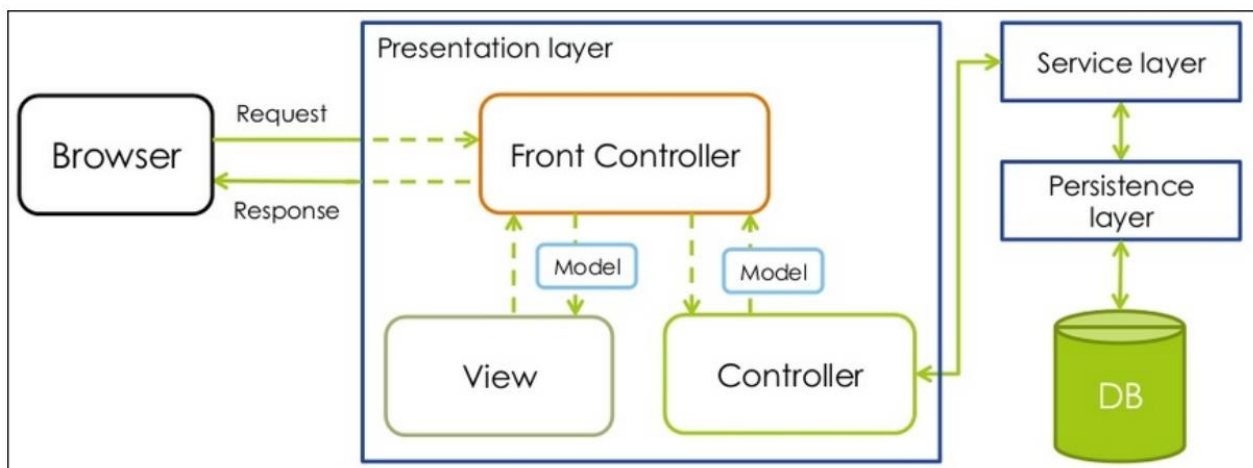 Presentation layer
Browser
Request
Response
Front Controller
Model
Model
View
Controller
Service layer
Persistence
layer
DB